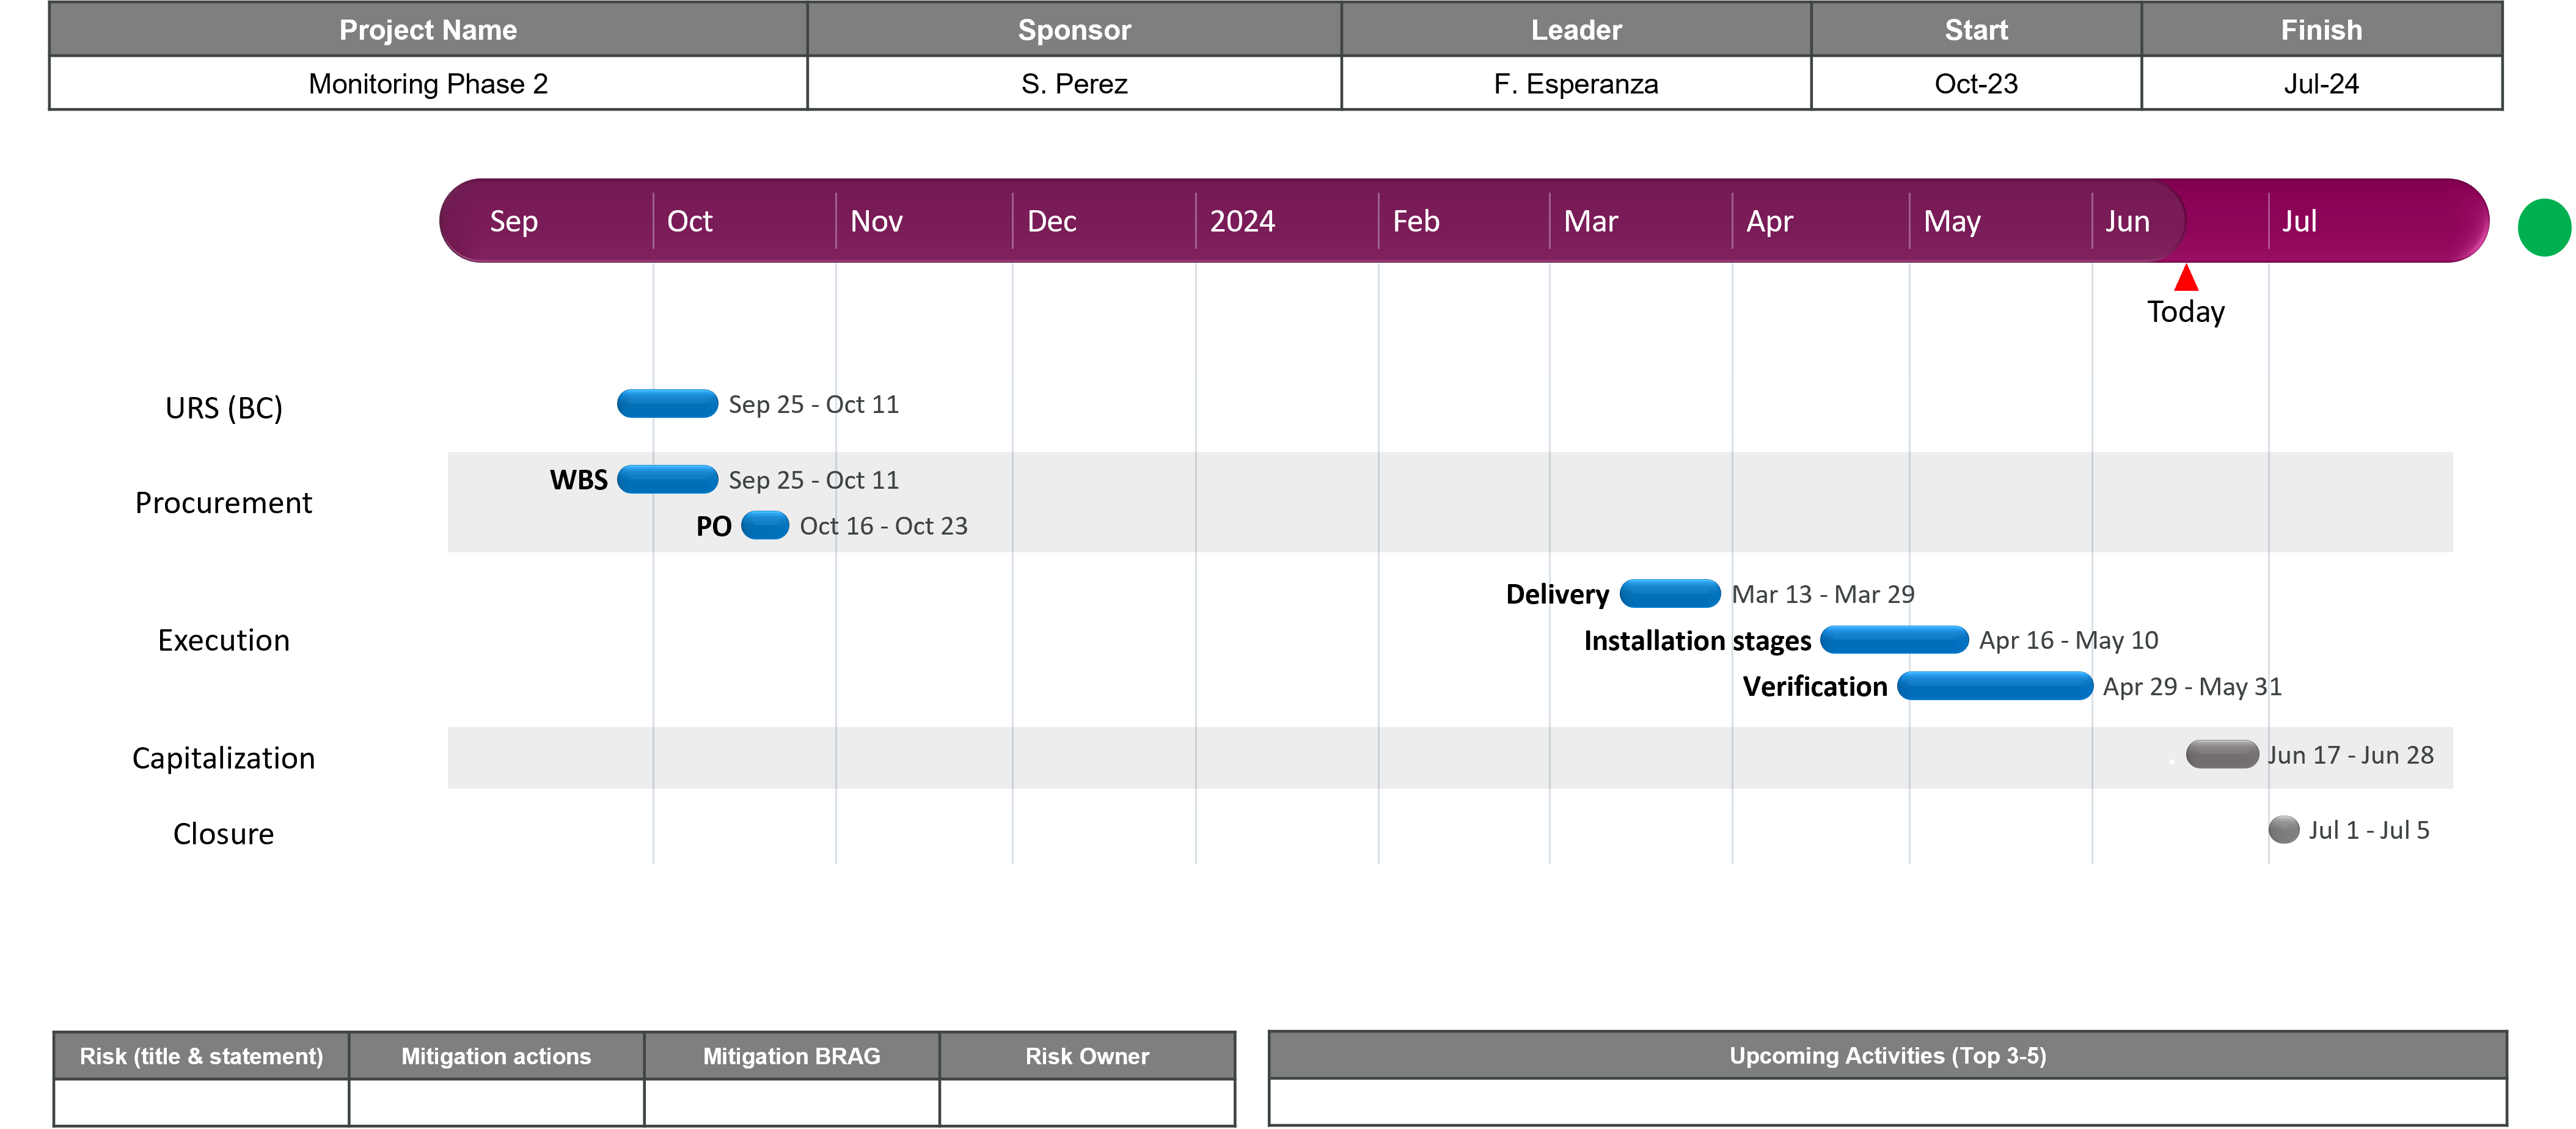 Project Name Sponsor Leader Start Finish
Monitoring Phase 2 S. Perez F. Esperanza Oct-23 Jul-24
Sep Oct Nov Dec 2024 Feb Mar Apr May Jun Jul
Today
URS (BC) Sep 25 - Oct 11
Procurement
WBS Sep 25 - Oct 11
PO Oct 16 - Oct 23
Execution
Delivery Mar 13 - Mar 29
Installation stages Apr 16 - May 10
Verification Apr 29 - May 31
Capitalization Jun 17 - Jun 28
Closure Jul 1 - Jul 5
Risk (title & statement) Mitigation actions Mitigation BRAG Risk Owner
Upcoming Activities (Top 3-5)